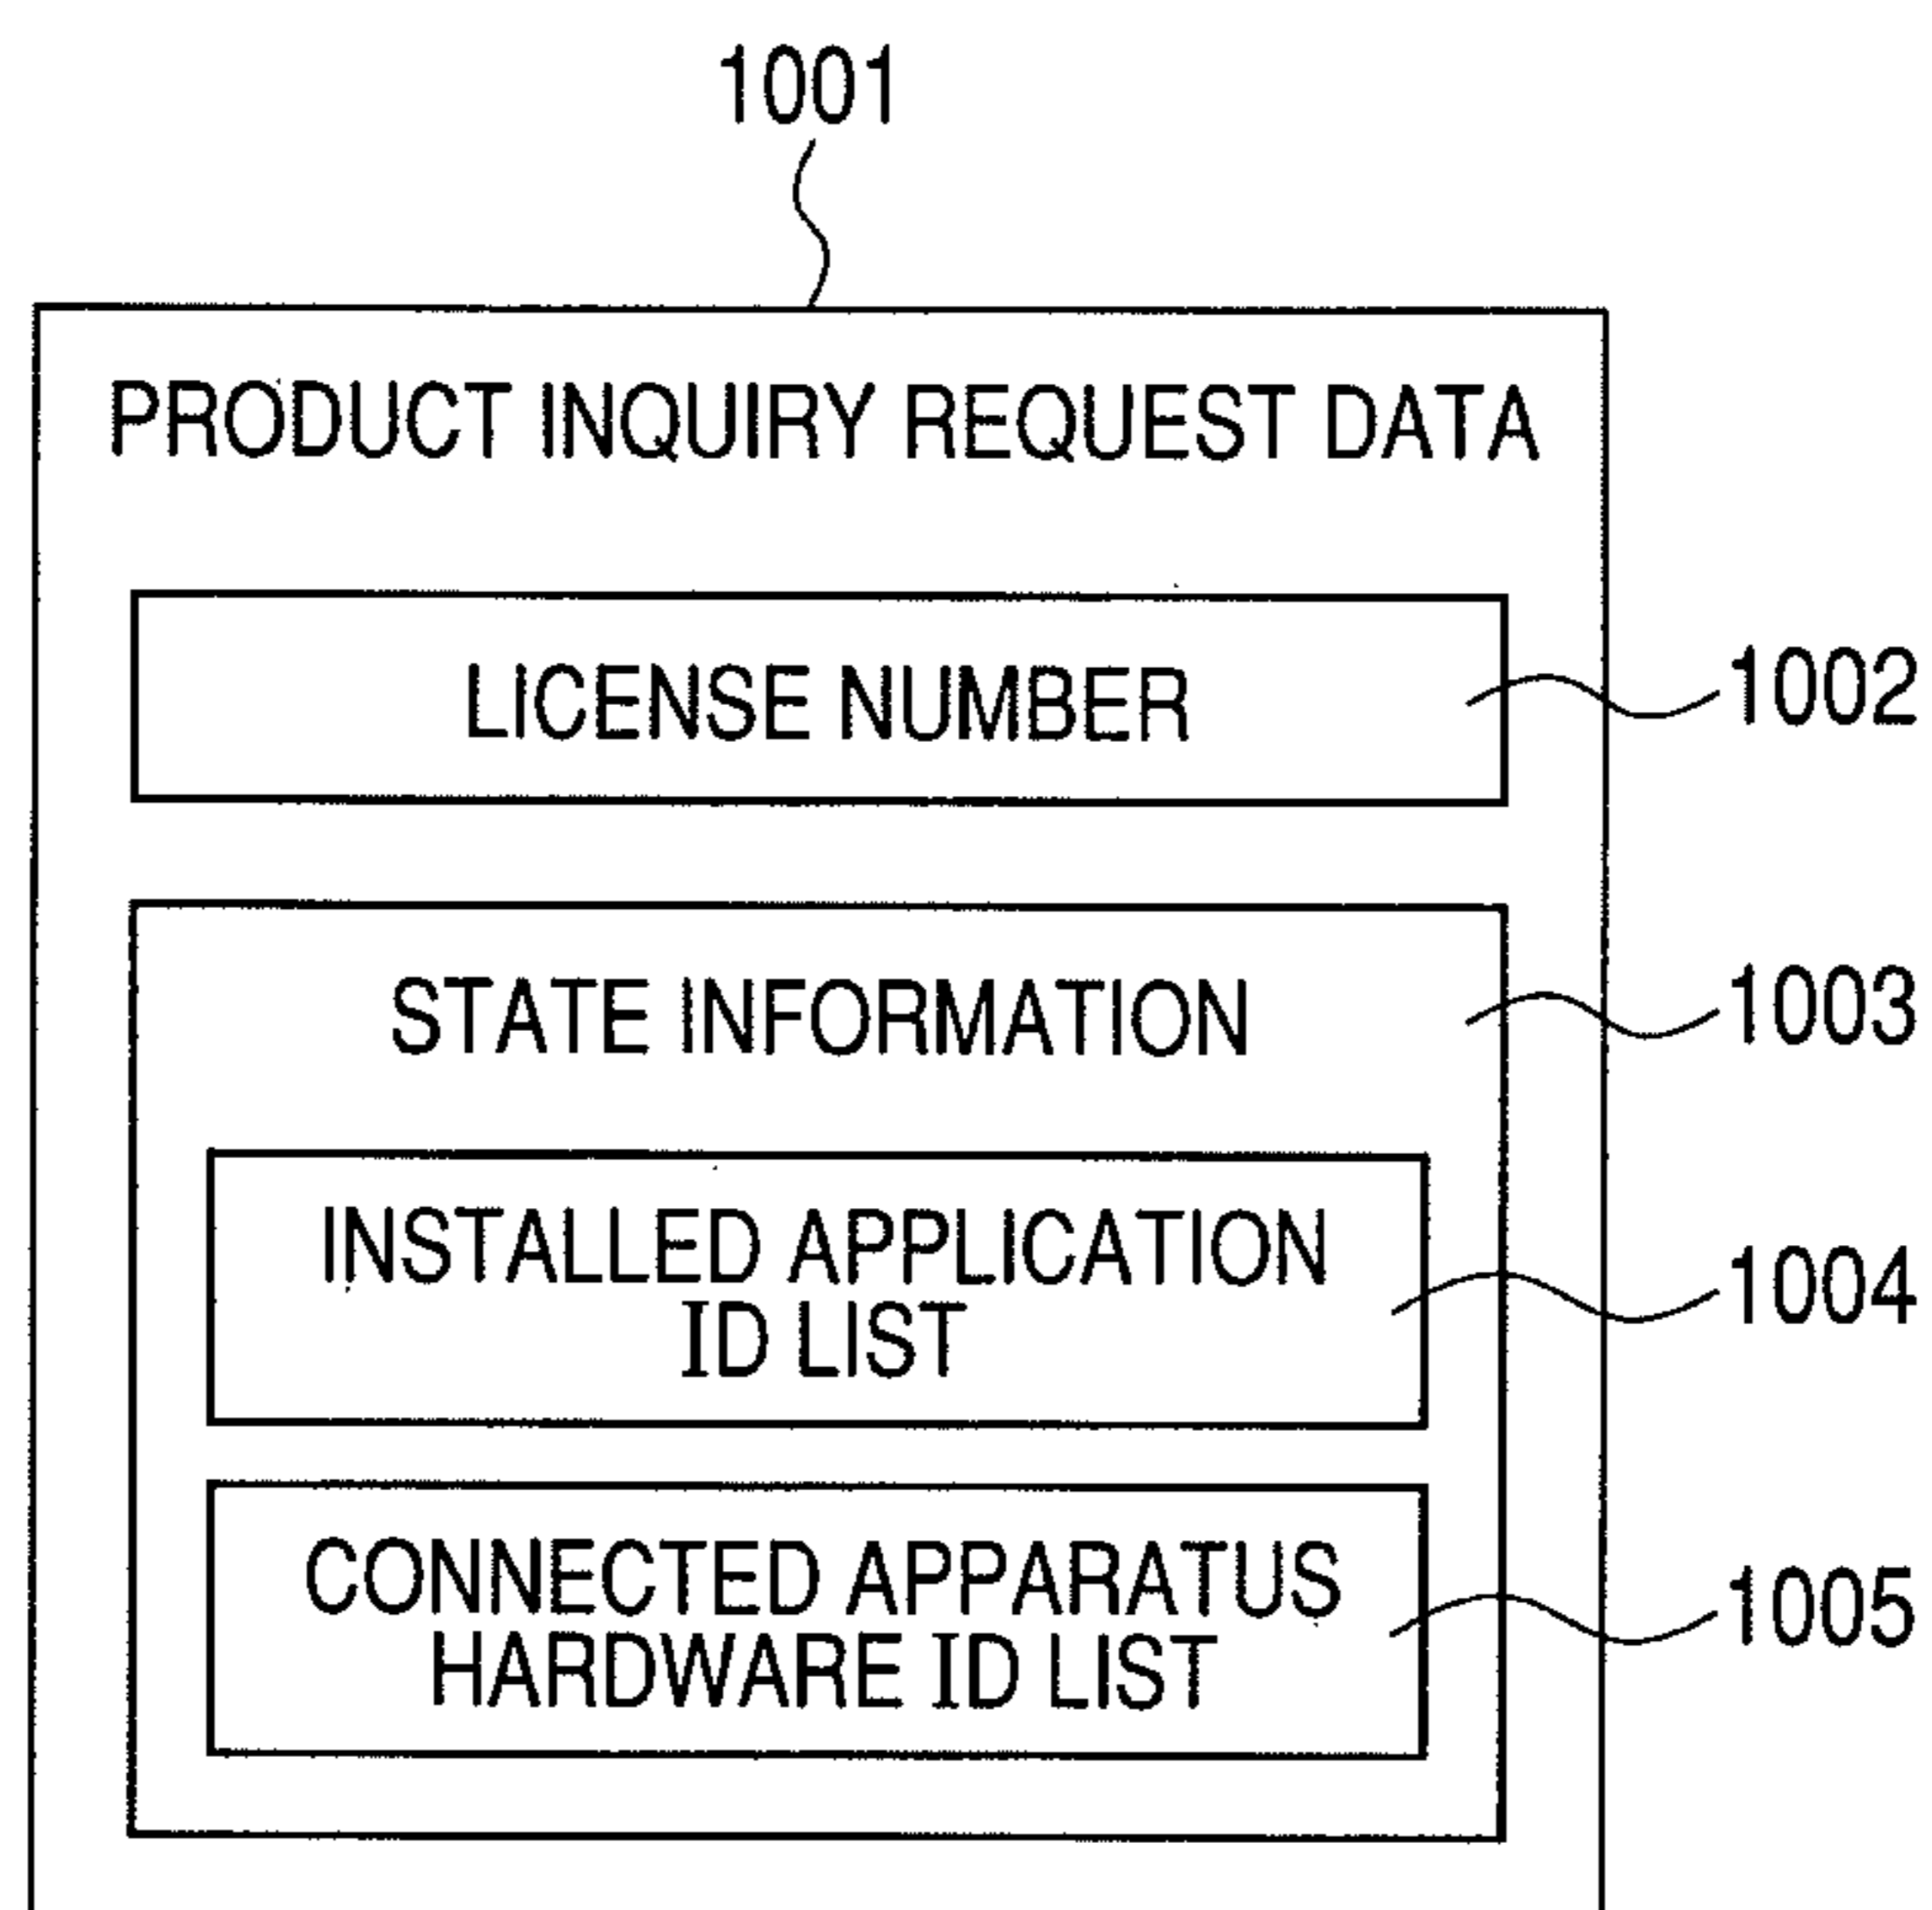 1001
PRODUCT INQUIRY REQUEST DATA
LICENSE NUMBER
1002
STATE INFORMATION
1003
INSTALLED APPLICATION
ID LIST
1004
CONNECTED APPARATUS
HARDWARE ID LIST
1005